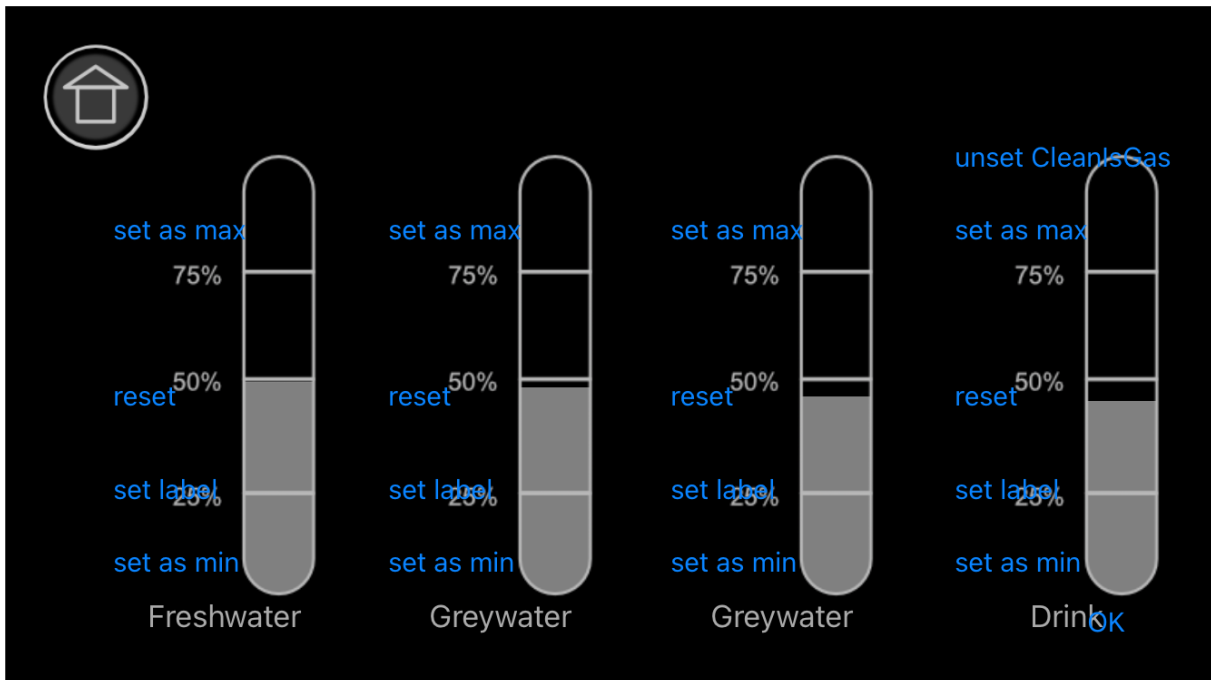 unset CleanIsGas
set as max set as max set as max set as max
75% 75% 75% 75%
50% 50% 50% 50%
reset reset reset reset
set label set label set label set label
25% 25% 25% 25%
set as min set as min set as min set as min
Freshwater Greywater Greywater Drink
OK